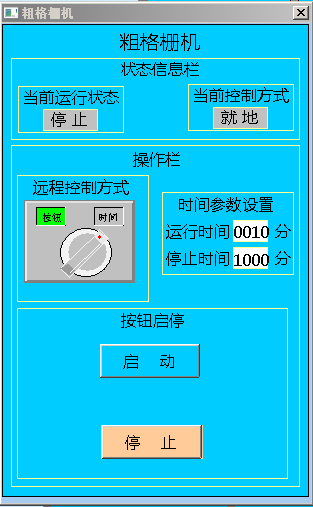 粗格栅机
粗格栅机
状态信息栏
当前运行状态
停止
当前控制方式
就地
操作栏
远程控制方式
按钮
时间
时间参数设置
运行时间 0010 分
停止时间 1000 分
按钮启停
启 动
停 止